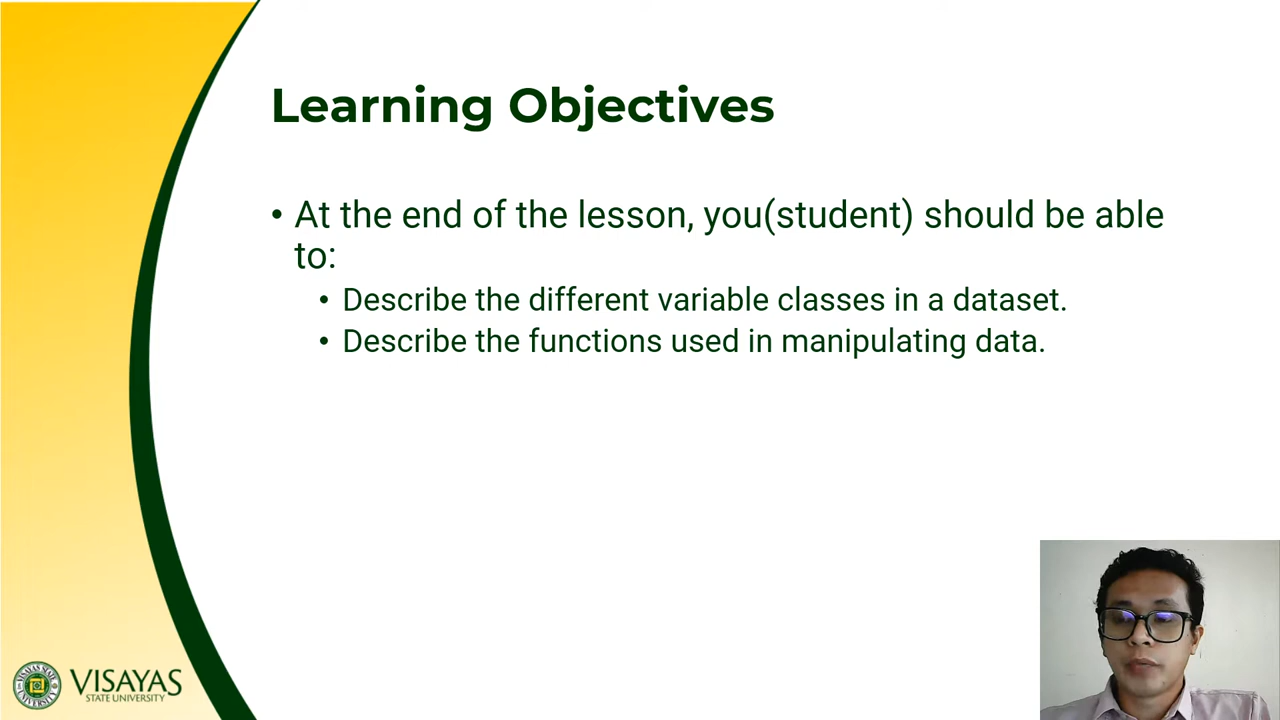 Learning Objectives
• At the end of the lesson, you(student) should be able
to:
• Describe the different variable classes in a dataset.
• Describe the functions used in manipulating data.
VISAYAS
STATE UNIVERSITY